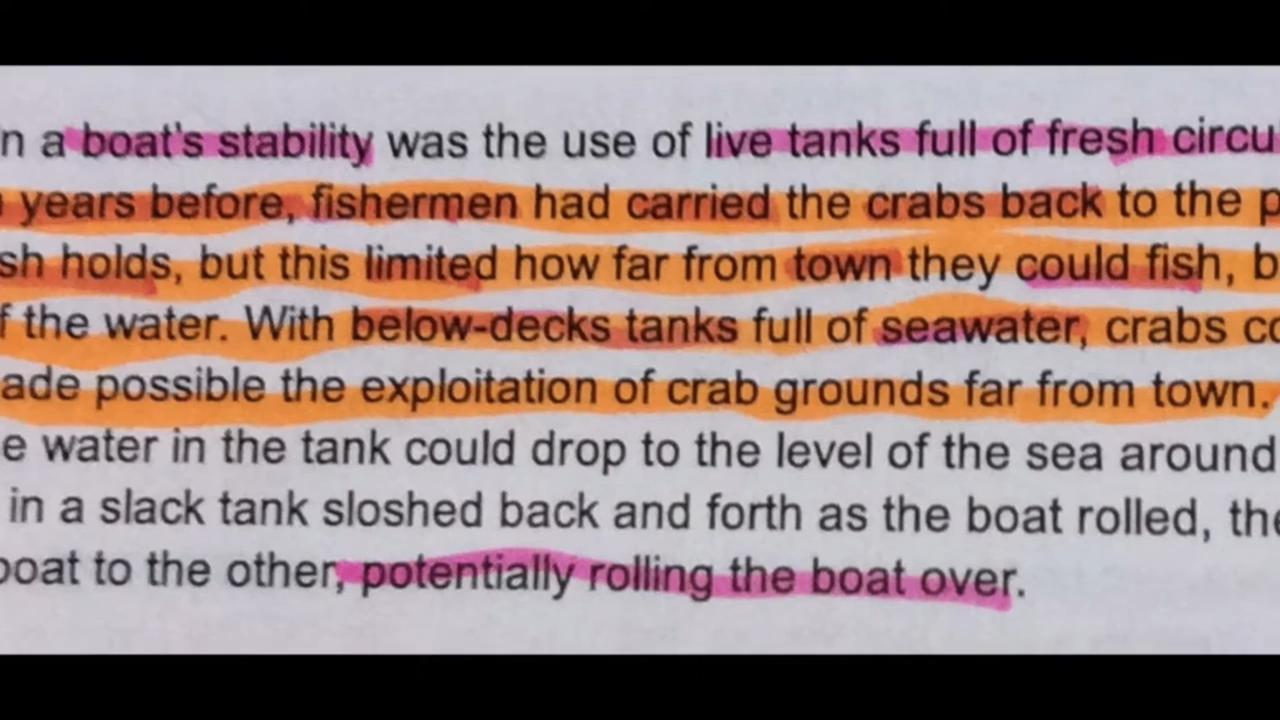 n a boat's stability was the use of live tanks full of fresh circu
years before, fishermen had carried the crabs back to the p
sh holds, but this limited how far from town they could fish, b
f the water. With below-decks tanks full of seawater, crabs co
ade possible the exploitation of crab grounds far from town.
e water in the tank could drop to the level of the sea around
in a slack tank sloshed back and forth as the boat rolled, the
boat to the other, potentially rolling the boat over.